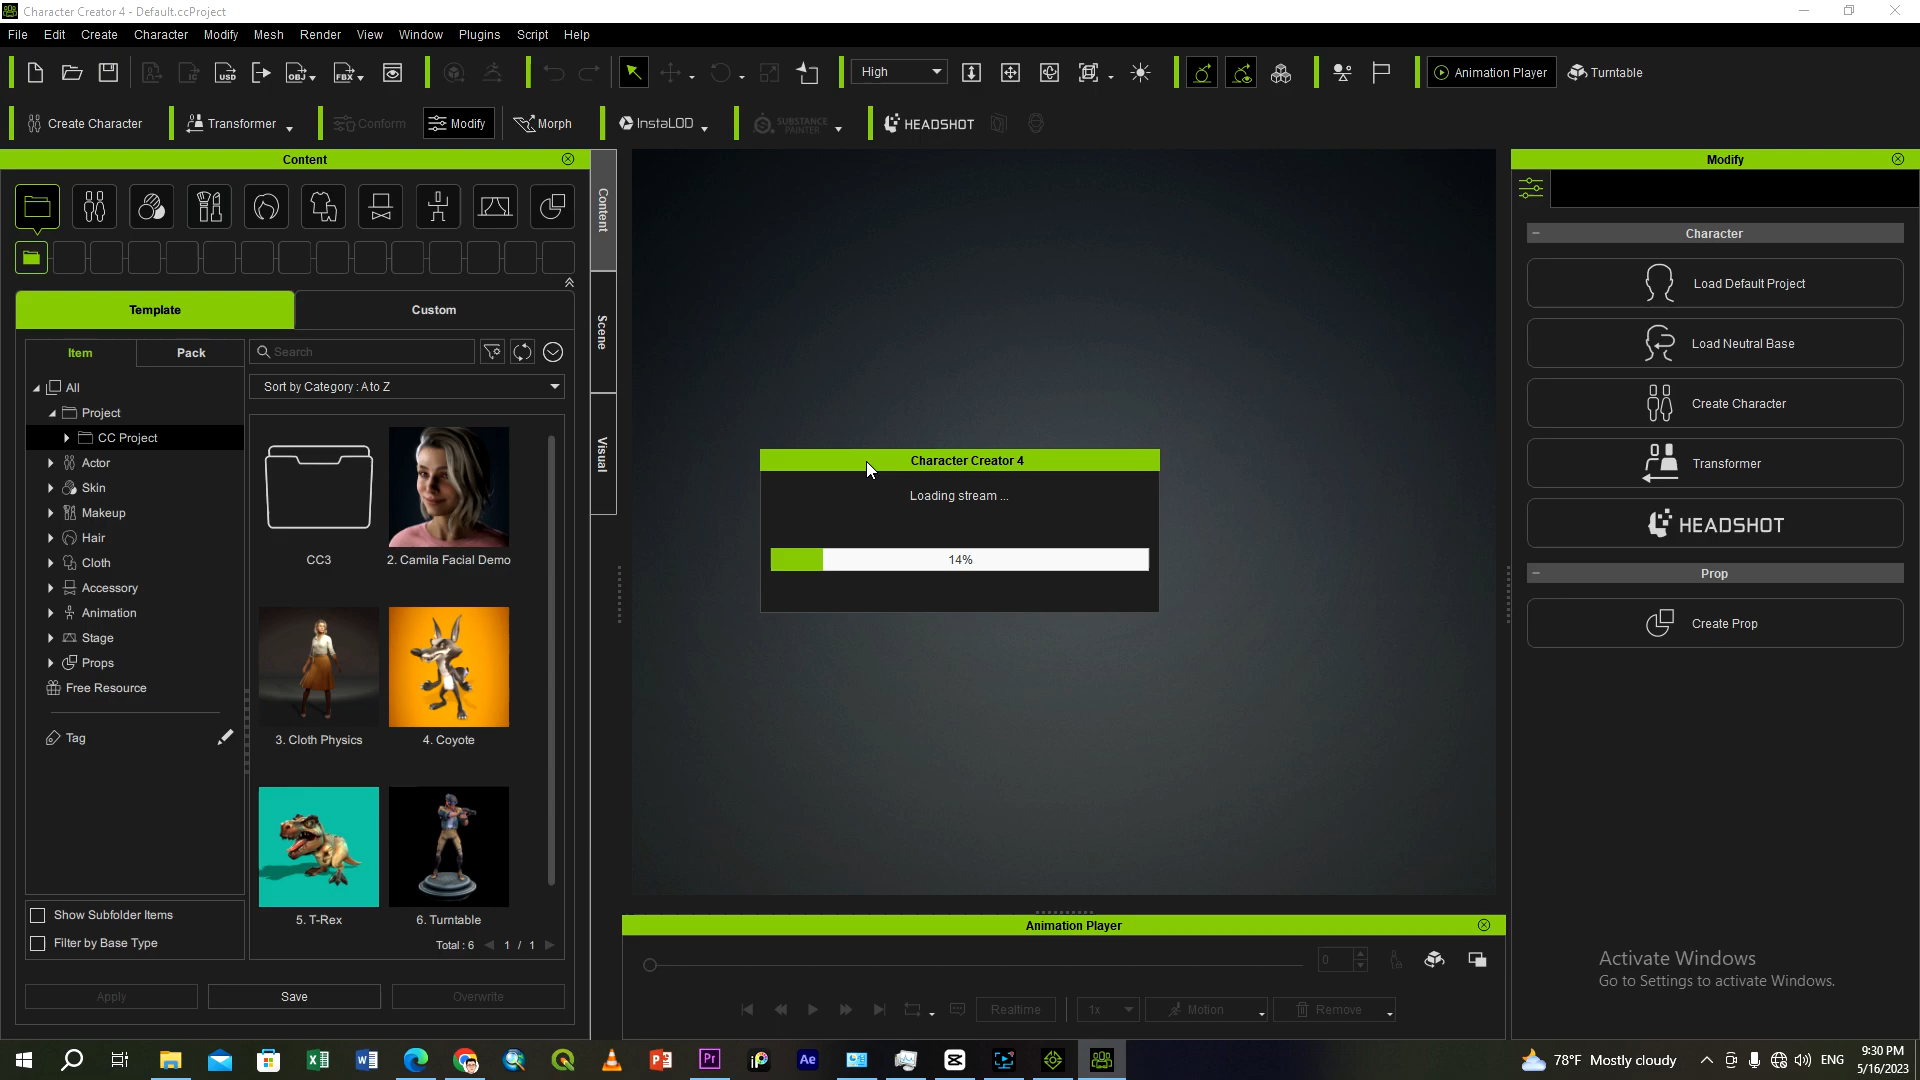 Character Creator 4 - Default.ccProject
File Edit Create Character Modify Mesh Render View Window Plugins Script Help
USD IC OBJ FBX High Animation Player Turntable
Create Character Transformer Conform Modify Morph InstaLOD SUBSTANCE PAINTER HEADSHOT
Content
Content
Scene
Visual
Template Custom
Item Pack
Search
Sort by Category : A to Z
All
Project
CC Project
Actor
Skin
Makeup
Hair
Cloth
Accessory
Animation
Stage
Props
Free Resource
Tag
CC3
2. Camila Facial Demo
3. Cloth Physics
4. Coyote
5. T-Rex
6. Turntable
Show Subfolder Items
Filter by Base Type
Total : 6 1 / 1
Apply Save Overwrite
Character Creator 4
Loading stream ...
14%
Animation Player
0
Realtime 1x Motion Remove
Modify
Character
Load Default Project
Load Neutral Base
Create Character
Transformer
HEADSHOT
Prop
Create Prop
Activate Windows
Go to Settings to activate Windows.
78°F Mostly cloudy ENG
9:30 PM
5/16/2023